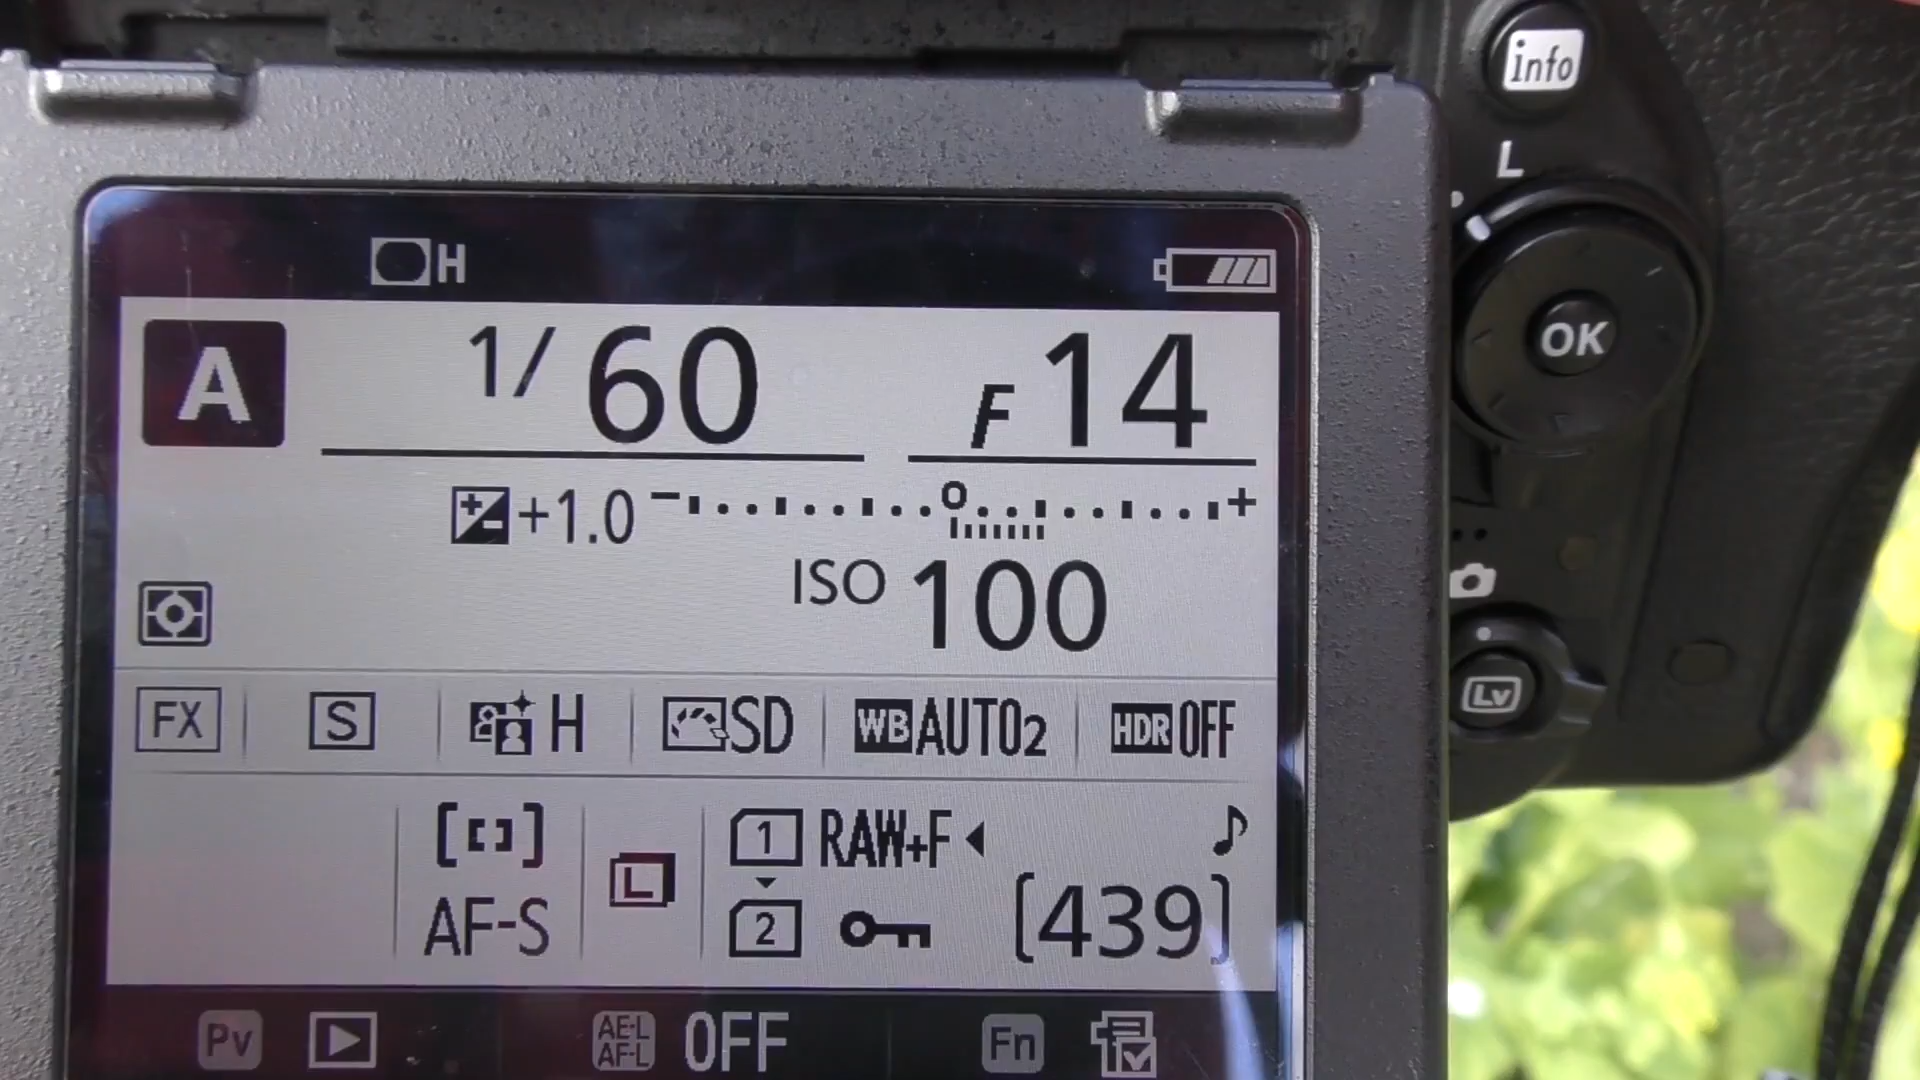 info
L
H
A 1/60 F14
+1.0 - 0 +
ISO 100
FX S H SD WB AUTO2 HDR OFF
1 RAW+F
AF-S L 2 [439]
OK
Lv
Pv AE-L AF-L OFF Fn